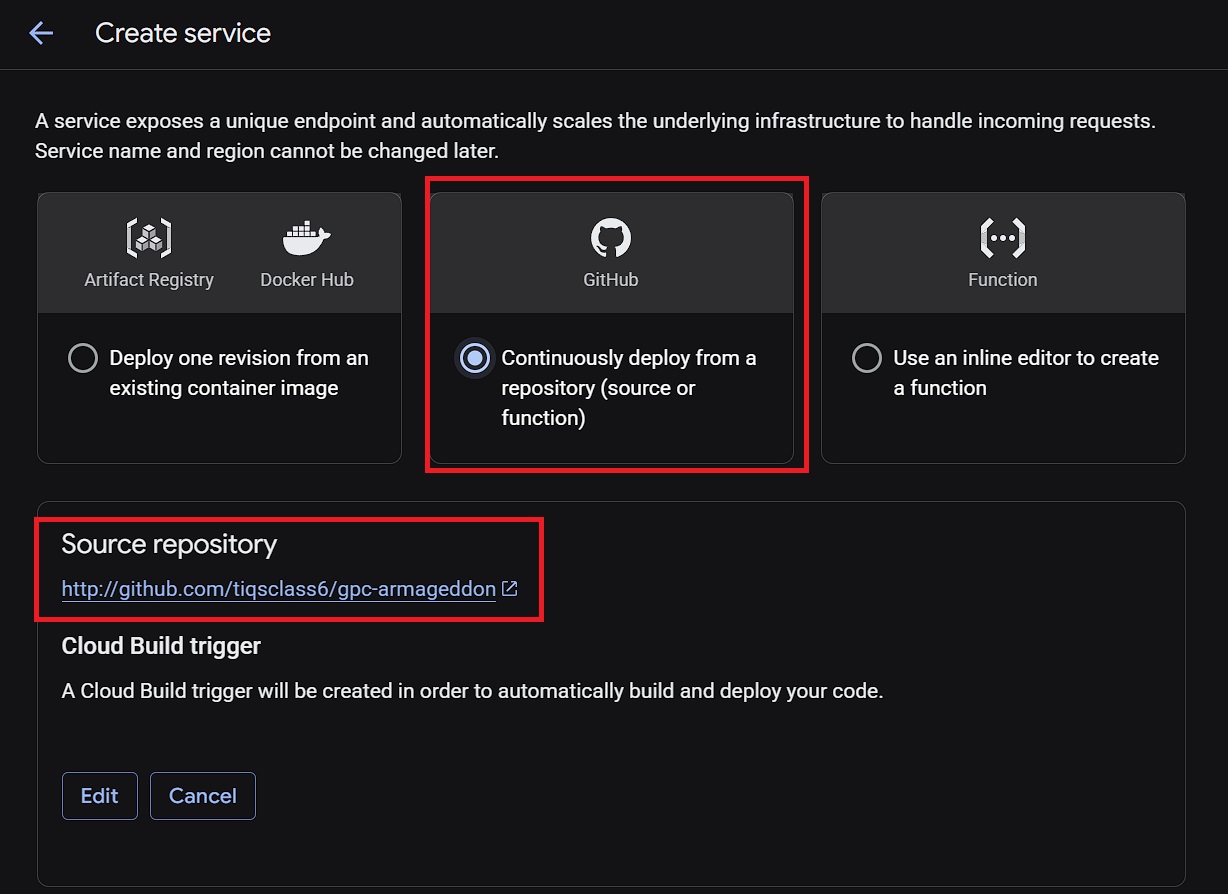 Create service
A service exposes a unique endpoint and automatically scales the underlying infrastructure to handle incoming requests.
Service name and region cannot be changed later.
Artifact Registry
Docker Hub
Deploy one revision from an
existing container image
GitHub
Continuously deploy from a
repository (source or
function)
Function
Use an inline editor to create
a function
Source repository
http://github.com/tiqsclass6/gpc-armageddon
Cloud Build trigger
A Cloud Build trigger will be created in order to automatically build and deploy your code.
Edit
Cancel